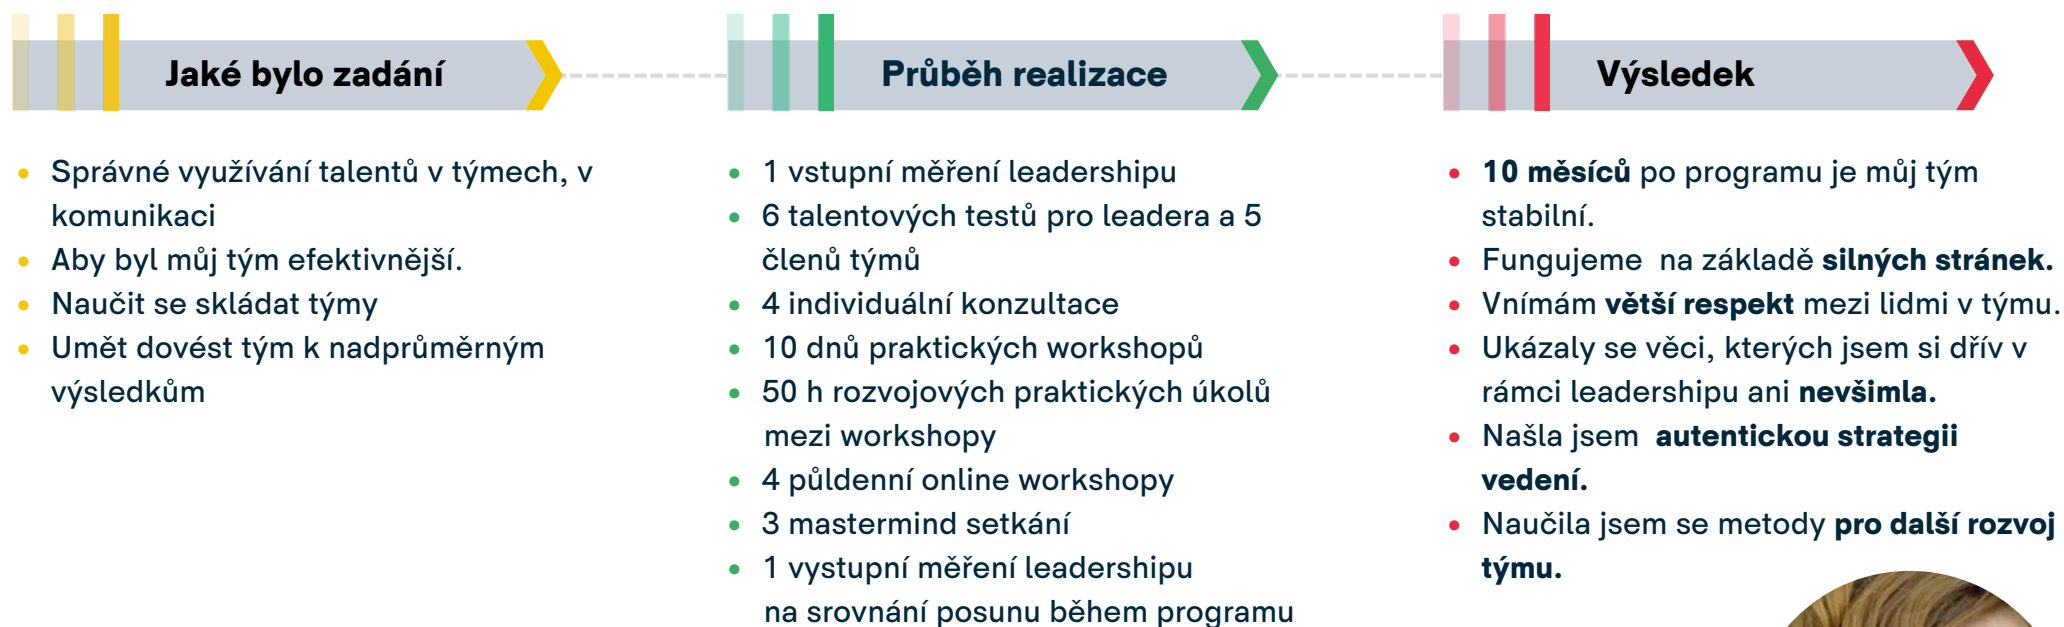 Jaké bylo zadání
Správné využívání talentů v týmech, v
komunikaci
Aby byl můj tým efektivnější.
Naučit se skládat týmy
Umět dovést tým k nadprůměrným
výsledkům
Průběh realizace
1 vstupní měření leadershipu
6 talentových testů pro leadera a 5
členů týmů
4 individuální konzultace
10 dnů praktických workshopů
50 h rozvojových praktických úkolů
mezi workshopy
4 půldenní online workshopy
3 mastermind setkání
1 vystupní měření leadershipu
na srovnání posunu během programu
Výsledek
10 měsíců po programu je můj tým
stabilní.
Fungujeme na základě silných stránek.
Vnímám větší respekt mezi lidmi v týmu.
Ukázaly se věci, kterých jsem si dřív v
rámci leadershipu ani nevšimla.
Našla jsem autentickou strategii
vedení.
Naučila jsem se metody pro další rozvoj
týmu.